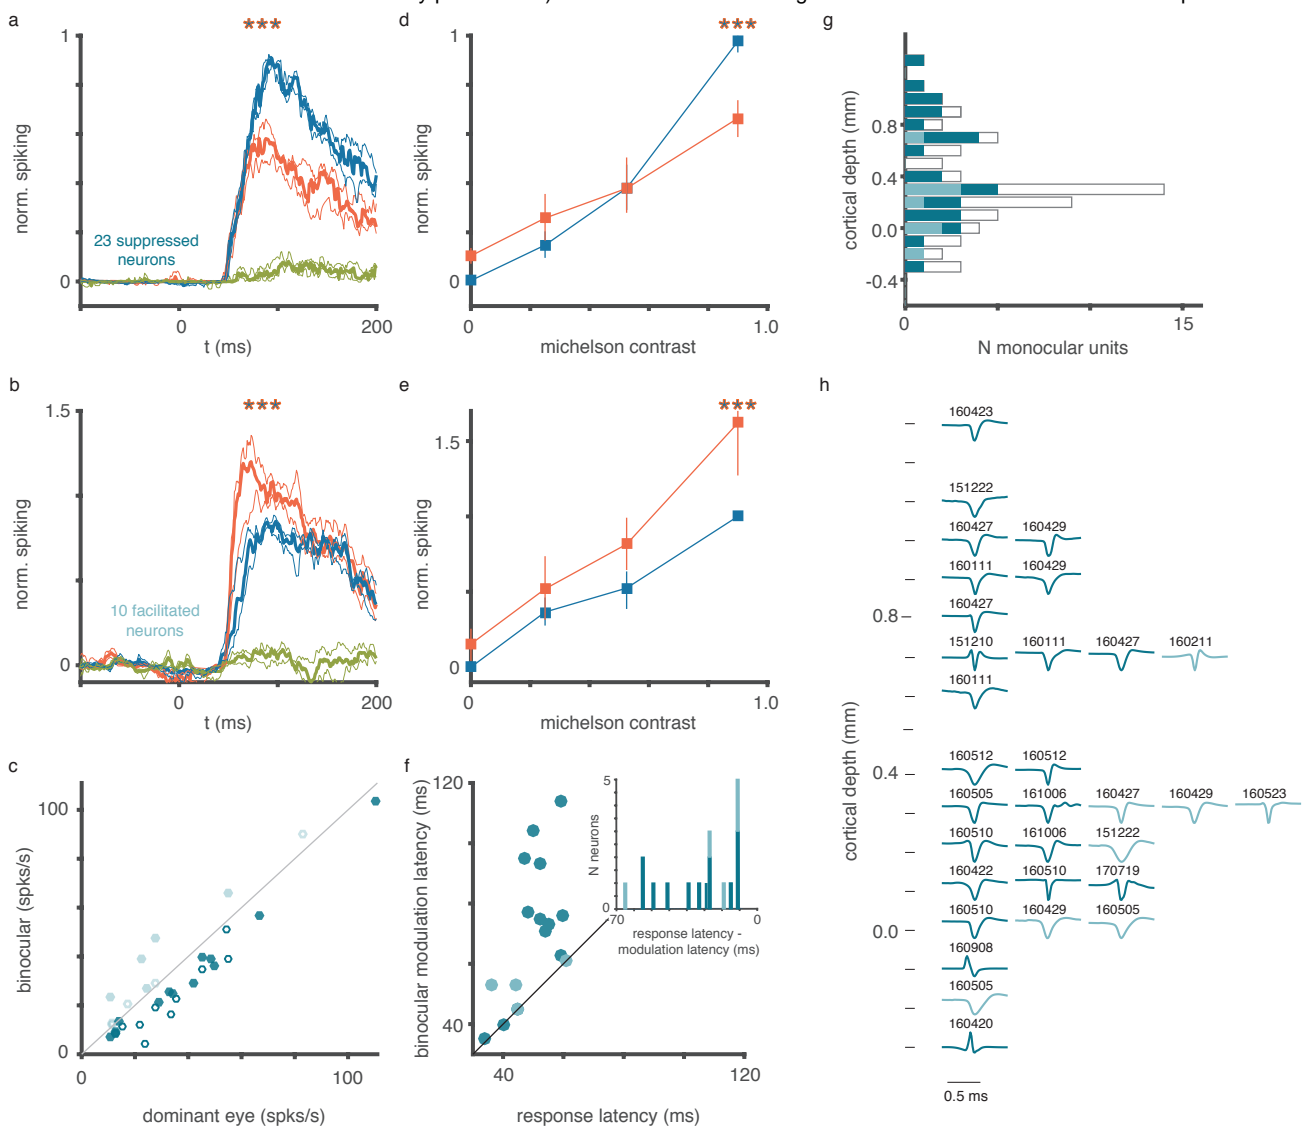 a
***
1
norm. spiking
23 suppressed
neurons
0
0
200
t (ms)
d
***
1
norm. spiking
0
0
1.0
michelson contrast
g
cortical depth (mm)
0.8
0.4
0.0
-0.4
0
15
N monocular units
b
***
1.5
norm. spiking
10 facilitated
neurons
0
0
200
t (ms)
e
***
1.5
norm. spiking
0
0
1.0
michelson contrast
c
100
binocular (spks/s)
0
0
100
dominant eye (spks/s)
f
120
binocular modulation latency (ms)
40
40
120
response latency (ms)
5
N neurons
0
70
0
response latency -
modulation latency (ms)
h
cortical depth (mm)
160423
151222
160427 160429
160111 160429
0.8
160427
151210 160111 160427 160211
160111
0.4
160512 160512
160505 161006 160427 160429 160523
160510 161006 151222
160422 160510 170719
0.0
160510 160429 160505
160908
160505
160420
0.5 ms